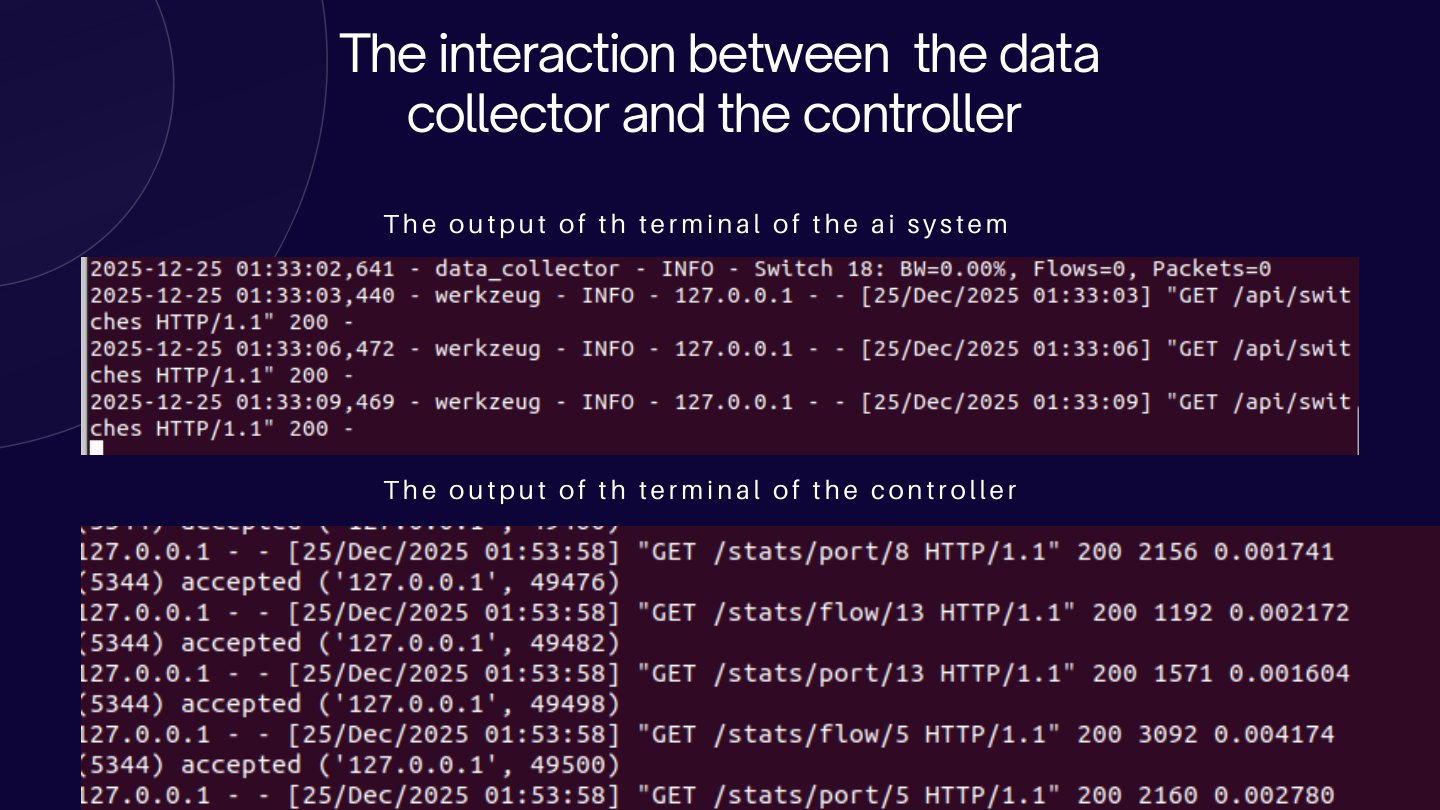 The interaction between  the data
collector and the controller
The output of th terminal of the ai system
2025-12-25 01:33:02,641 - data_collector - INFO - Switch 18: BW=0.00%, Flows=0, Packets=0
2025-12-25 01:33:03,440 - werkzeug - INFO - 127.0.0.1 - - [25/Dec/2025 01:33:03] "GET /api/swit
ches HTTP/1.1" 200 -
2025-12-25 01:33:06,472 - werkzeug - INFO - 127.0.0.1 - - [25/Dec/2025 01:33:06] "GET /api/swit
ches HTTP/1.1" 200 -
2025-12-25 01:33:09,469 - werkzeug - INFO - 127.0.0.1 - - [25/Dec/2025 01:33:09] "GET /api/swit
ches HTTP/1.1" 200 -
The output of th terminal of the controller
accepted ('127.0.0.1',
127.0.0.1 - - [25/Dec/2025 01:53:58] "GET /stats/port/8 HTTP/1.1" 200 2156 0.001741
(5344) accepted ('127.0.0.1', 49476)
127.0.0.1 - - [25/Dec/2025 01:53:58] "GET /stats/flow/13 HTTP/1.1" 200 1192 0.002172
(5344) accepted ('127.0.0.1', 49482)
127.0.0.1 - - [25/Dec/2025 01:53:58] "GET /stats/port/13 HTTP/1.1" 200 1571 0.001604
(5344) accepted ('127.0.0.1', 49498)
127.0.0.1 - - [25/Dec/2025 01:53:58] "GET /stats/flow/5 HTTP/1.1" 200 3092 0.004174
(5344) accepted ('127.0.0.1', 49500)
127.0.0.1 - - [25/Dec/2025 01:53:58] "GET /stats/port/5 HTTP/1.1" 200 2160 0.002780